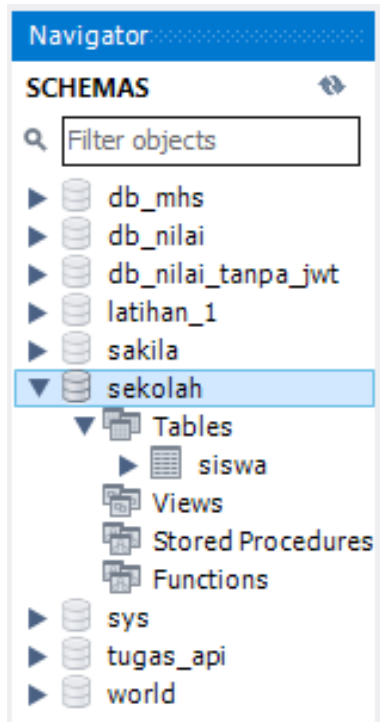 Navigator
SCHEMAS
Filter objects
db_mhs
db_nilai
db_nilai_tanpa_jwt
latihan_1
sakila
sekolah
Tables
siswa
Views
Stored Procedures
Functions
sys
tugas_api
world